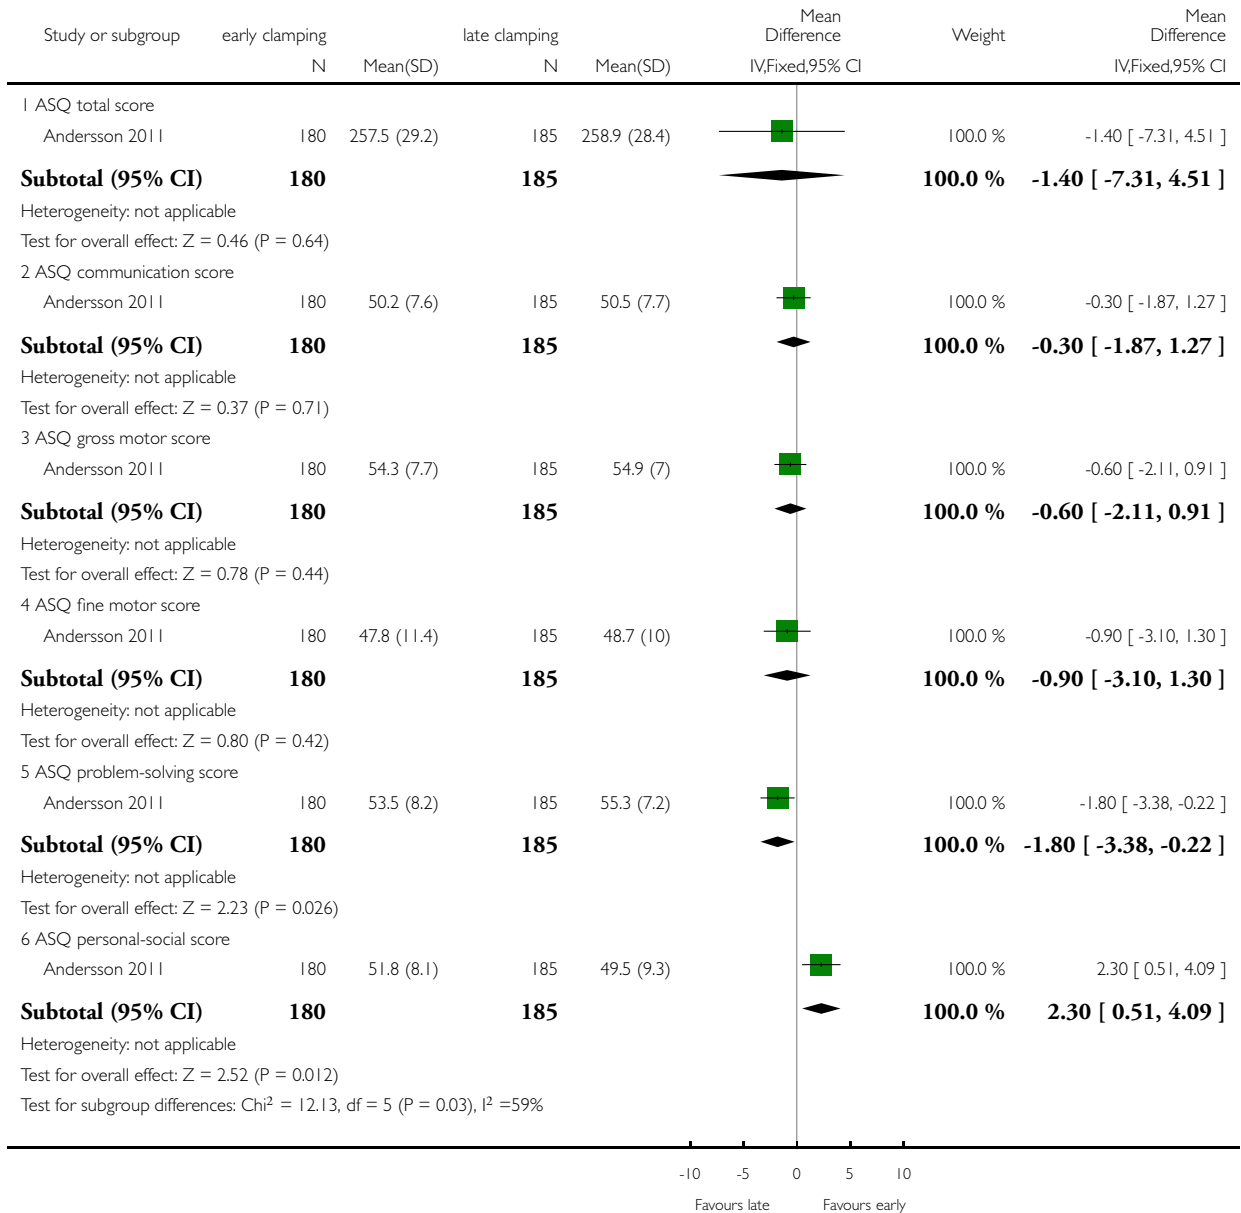 Study or subgroup early clamping late clamping Mean Difference Weight Mean Difference
N Mean(SD) N Mean(SD) IV,Fixed,95% CI IV,Fixed,95% CI
1 ASQ total score
Andersson 2011 180 257.5 (29.2) 185 258.9 (28.4) 100.0 % -1.40 [ -7.31, 4.51 ]
Subtotal (95% CI) 180 185 100.0 % -1.40 [ -7.31, 4.51 ]
Heterogeneity: not applicable
Test for overall effect: Z = 0.46 (P = 0.64)
2 ASQ communication score
Andersson 2011 180 50.2 (7.6) 185 50.5 (7.7) 100.0 % -0.30 [ -1.87, 1.27 ]
Subtotal (95% CI) 180 185 100.0 % -0.30 [ -1.87, 1.27 ]
Heterogeneity: not applicable
Test for overall effect: Z = 0.37 (P = 0.71)
3 ASQ gross motor score
Andersson 2011 180 54.3 (7.7) 185 54.9 (7) 100.0 % -0.60 [ -2.11, 0.91 ]
Subtotal (95% CI) 180 185 100.0 % -0.60 [ -2.11, 0.91 ]
Heterogeneity: not applicable
Test for overall effect: Z = 0.78 (P = 0.44)
4 ASQ fine motor score
Andersson 2011 180 47.8 (11.4) 185 48.7 (10) 100.0 % -0.90 [ -3.10, 1.30 ]
Subtotal (95% CI) 180 185 100.0 % -0.90 [ -3.10, 1.30 ]
Heterogeneity: not applicable
Test for overall effect: Z = 0.80 (P = 0.42)
5 ASQ problem-solving score
Andersson 2011 180 53.5 (8.2) 185 55.3 (7.2) 100.0 % -1.80 [ -3.38, -0.22 ]
Subtotal (95% CI) 180 185 100.0 % -1.80 [ -3.38, -0.22 ]
Heterogeneity: not applicable
Test for overall effect: Z = 2.23 (P = 0.026)
6 ASQ personal-social score
Andersson 2011 180 51.8 (8.1) 185 49.5 (9.3) 100.0 % 2.30 [ 0.51, 4.09 ]
Subtotal (95% CI) 180 185 100.0 % 2.30 [ 0.51, 4.09 ]
Heterogeneity: not applicable
Test for overall effect: Z = 2.52 (P = 0.012)
Test for subgroup differences: Chi² = 12.13, df = 5 (P = 0.03), I² =59%
-10 -5 0 5 10
Favours late Favours early